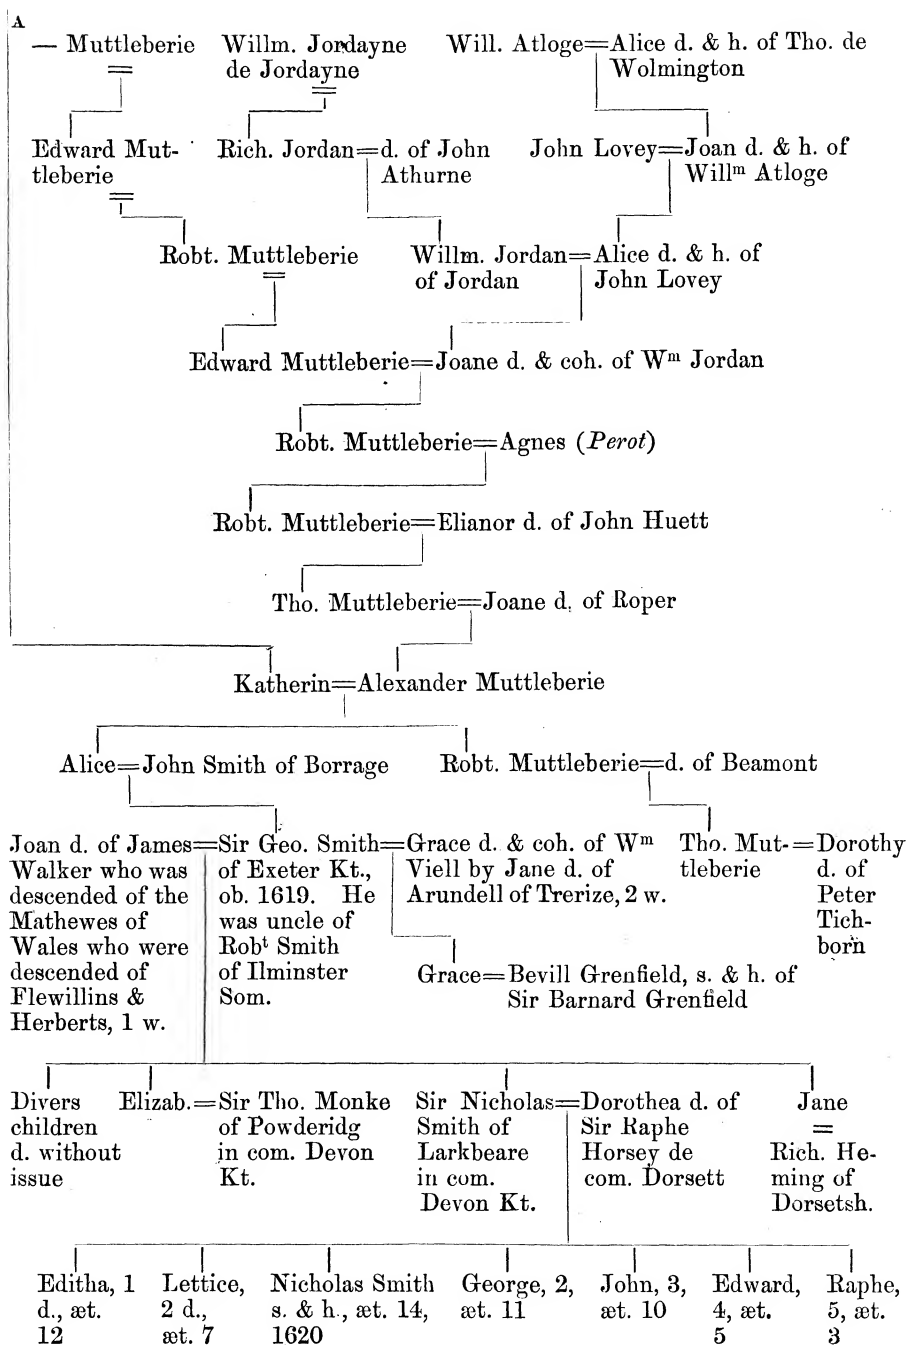 A
— Muttleberie
Willm. Jordayne
de Jordayne
Will. Atloge=Alice d. & h. of Tho. de
Wolmington
Edward Mut-
tleberie
Rich. Jordan=d. of John
Athurne
John Lovey=Joan d. & h. of
Willm Atloge
Robt. Muttleberie
Willm. Jordan=Alice d. & h. of
of Jordan
John Lovey
Edward Muttleberie=Joane d. & coh. of Wm Jordan
Robt. Muttleberie=Agnes (Perot)
Robt. Muttleberie=Elianor d. of John Huett
Tho. Muttleberie=Joane d. of Roper
Katherin=Alexander Muttleberie
Alice=John Smith of Borrage
Robt. Muttleberie=d. of Beamont
Joan d. of James=
Walker who was
descended of the
Mathewes of
Wales who were
descended of
Flewillins &
Herberts, 1 w.
Sir Geo. Smith=
of Exeter Kt.,
ob. 1619. He
was uncle of
Robt Smith
of Ilminster
Som.
Grace d. & coh. of Wm
Viell by Jane d. of
Arundell of Trerize, 2 w.
Tho. Mut-=
tleberie
Dorothy
d. of
Peter
Tich-
born
Grace=Bevill Grenfield, s. & h. of
Sir Barnard Grenfield
Divers
children
d. without
issue
Elizab.=Sir Tho. Monke
of Powderidg
in com. Devon
Kt.
Sir Nicholas=
Smith of
Larkbeare
in com.
Devon Kt.
Dorothea d. of
Sir Raphe
Horsey de
com. Dorsett
Jane
=
Rich. He-
ming of
Dorsetsh.
Editha, 1
d., æt.
12
Lettice,
2 d.,
æt. 7
Nicholas Smith
s. & h., æt. 14,
1620
George, 2,
æt. 11
John, 3,
æt. 10
Edward,
4, æt.
5
Raphe,
5, æt.
3